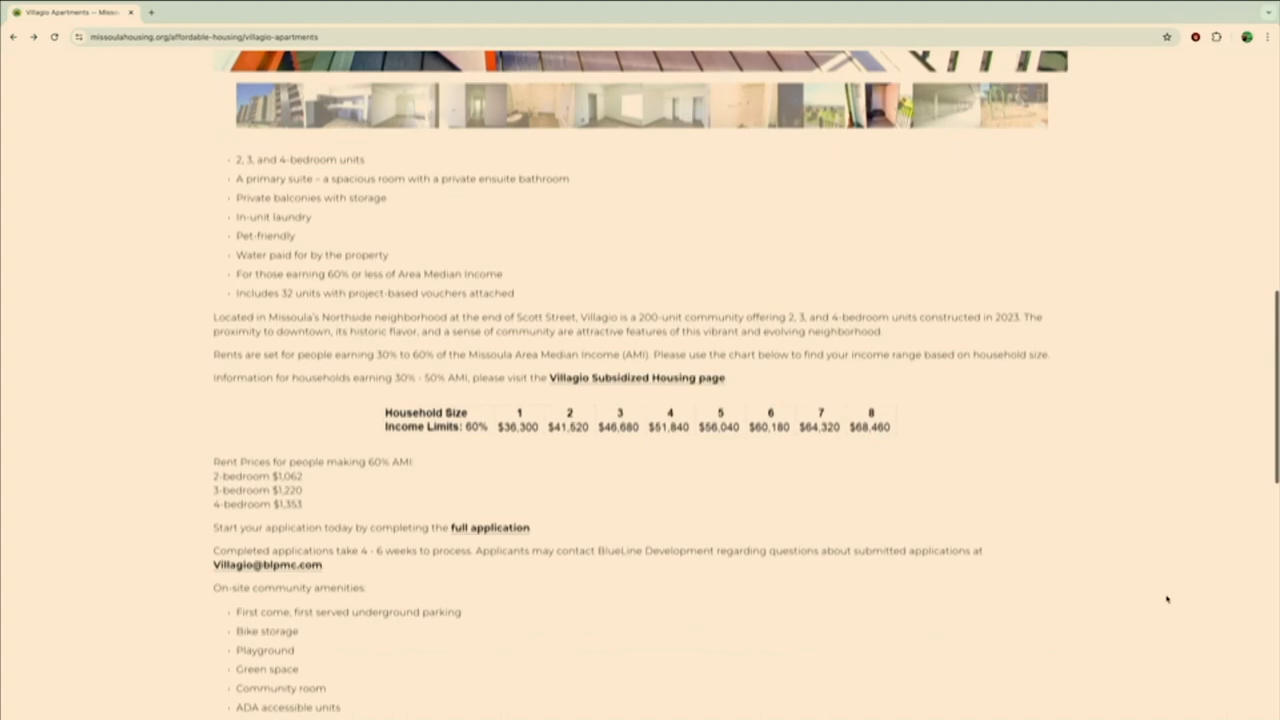 Villagio Apartments — Misso
missoulahousing.org/affordable-housing/villagio-apartments
· 2, 3, and 4-bedroom units
· A primary suite – a spacious room with a private ensuite bathroom
· Private balconies with storage
· In-unit laundry
· Pet-friendly
· Water paid for by the property
· For those earning 60% or less of Area Median Income
· Includes 32 units with project-based vouchers attached
Located in Missoula's Northside neighborhood at the end of Scott Street, Villagio is a 200-unit community offering 2, 3, and 4-bedroom units constructed in 2023. The
proximity to downtown, its historic flavor, and a sense of community are attractive features of this vibrant and evolving neighborhood.
Rents are set for people earning 30% to 60% of the Missoula Area Median Income (AMI). Please use the chart below to find your income range based on household size.
Information for households earning 30% - 50% AMI, please visit the Villagio Subsidized Housing page
Household Size 1 2 3 4 5 6 7 8
Income Limits: 60% $36,300 $41,520 $46,680 $51,840 $56,040 $60,180 $64,320 $68,460
Rent Prices for people making 60% AMI:
2-bedroom $1,062
3-bedroom $1,220
4-bedroom $1,353
Start your application today by completing the full application
Completed applications take 4 - 6 weeks to process. Applicants may contact BlueLine Development regarding questions about submitted applications at
Villagio@blpmc.com
On-site community amenities:
· First come, first served underground parking
· Bike storage
· Playground
· Green space
· Community room
· ADA accessible units